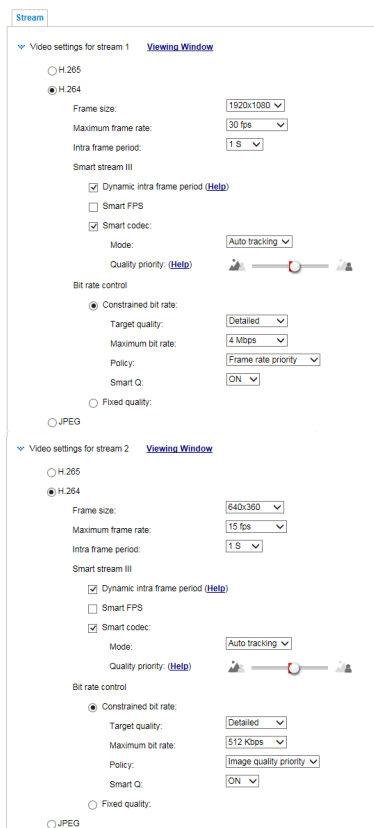 Stream
Video settings for stream 1 Viewing Window
H.265
H.264
Frame size: 1920x1080
Maximum frame rate: 30 fps
Intra frame period: 1 S
Smart stream III
Dynamic intra frame period (Help)
Smart FPS
Smart codec:
Mode: Auto tracking
Quality priority: (Help)
Bit rate control
Constrained bit rate:
Target quality: Detailed
Maximum bit rate: 4 Mbps
Policy: Frame rate priority
Smart Q: ON
Fixed quality:
JPEG
Video settings for stream 2 Viewing Window
H.265
H.264
Frame size: 640x360
Maximum frame rate: 15 fps
Intra frame period: 1 S
Smart stream III
Dynamic intra frame period (Help)
Smart FPS
Smart codec:
Mode: Auto tracking
Quality priority: (Help)
Bit rate control
Constrained bit rate:
Target quality: Detailed
Maximum bit rate: 512 Kbps
Policy: Image quality priority
Smart Q: ON
Fixed quality:
JPEG